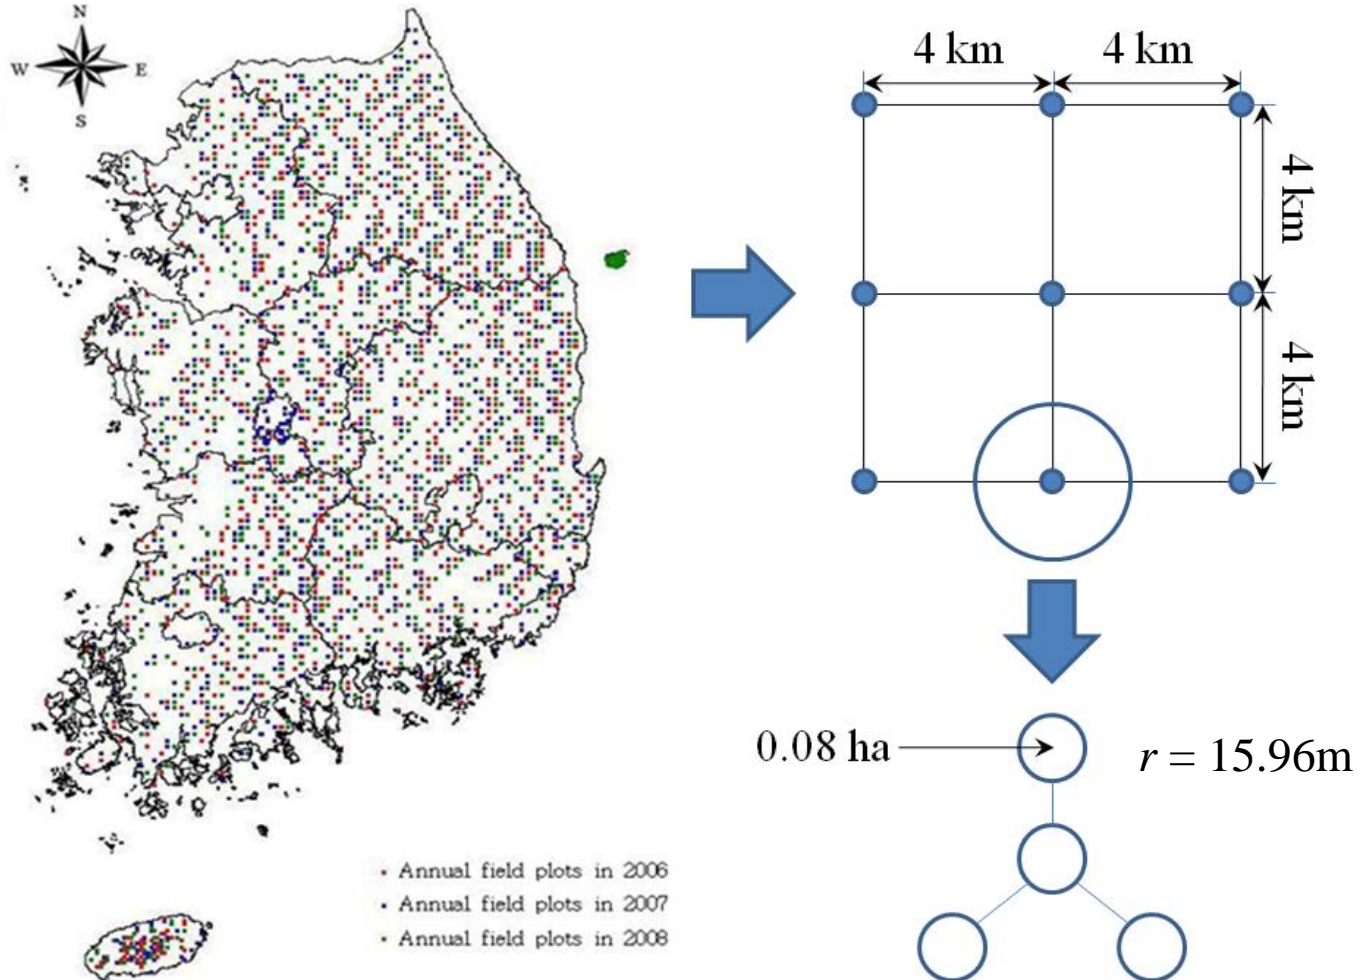 N
W
E
S
Annual field plots in 2006
Annual field plots in 2007
Annual field plots in 2008
4 km
4 km
4 km
4 km
0.08 ha
r = 15.96m